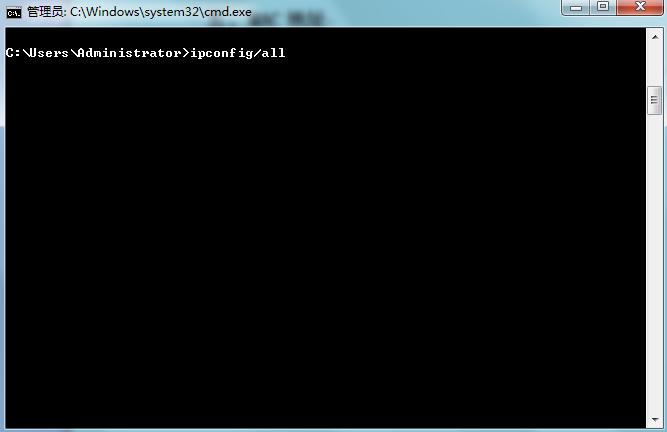 管理员: C:\Windows\system32\cmd.exe
C:\Users\Administrator>ipconfig/all